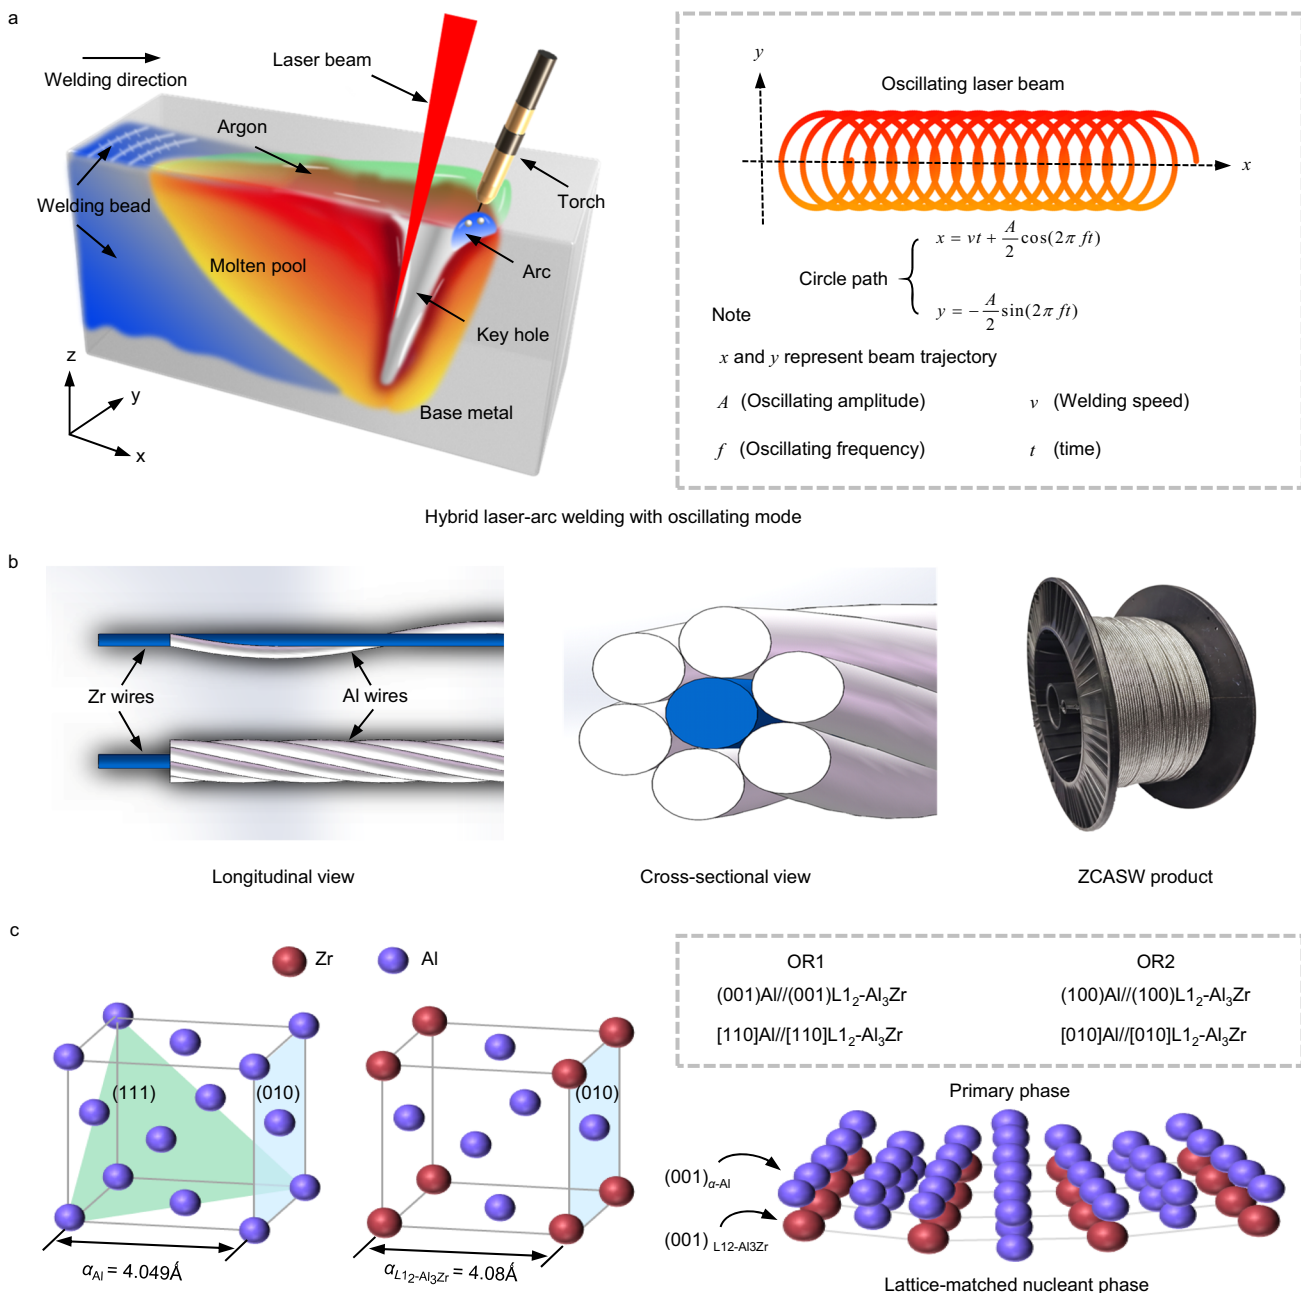 a
Welding direction
Laser beam
Argon
Welding bead
Torch
Molten pool
Arc
Key hole
Base metal
z
y
x
y
Oscillating laser beam
x
Circle path
x = vt + A/2 cos(2π ft)
y = − A/2 sin(2π ft)
Note
x and y represent beam trajectory
A (Oscillating amplitude)
v (Welding speed)
f (Oscillating frequency)
t (time)
Hybrid laser-arc welding with oscillating mode
b
Zr wires
Al wires
Longitudinal view
Cross-sectional view
ZCASW product
c
Zr
Al
(111)
(010)
(010)
α_Al = 4.049Å
α_L1₂-Al₃Zr = 4.08Å
OR1
OR2
(001)Al//(001)L1₂-Al₃Zr
(100)Al//(100)L1₂-Al₃Zr
[110]Al//[110]L1₂-Al₃Zr
[010]Al//[010]L1₂-Al₃Zr
Primary phase
(001)α-Al
(001) L12-Al3Zr
Lattice-matched nucleant phase